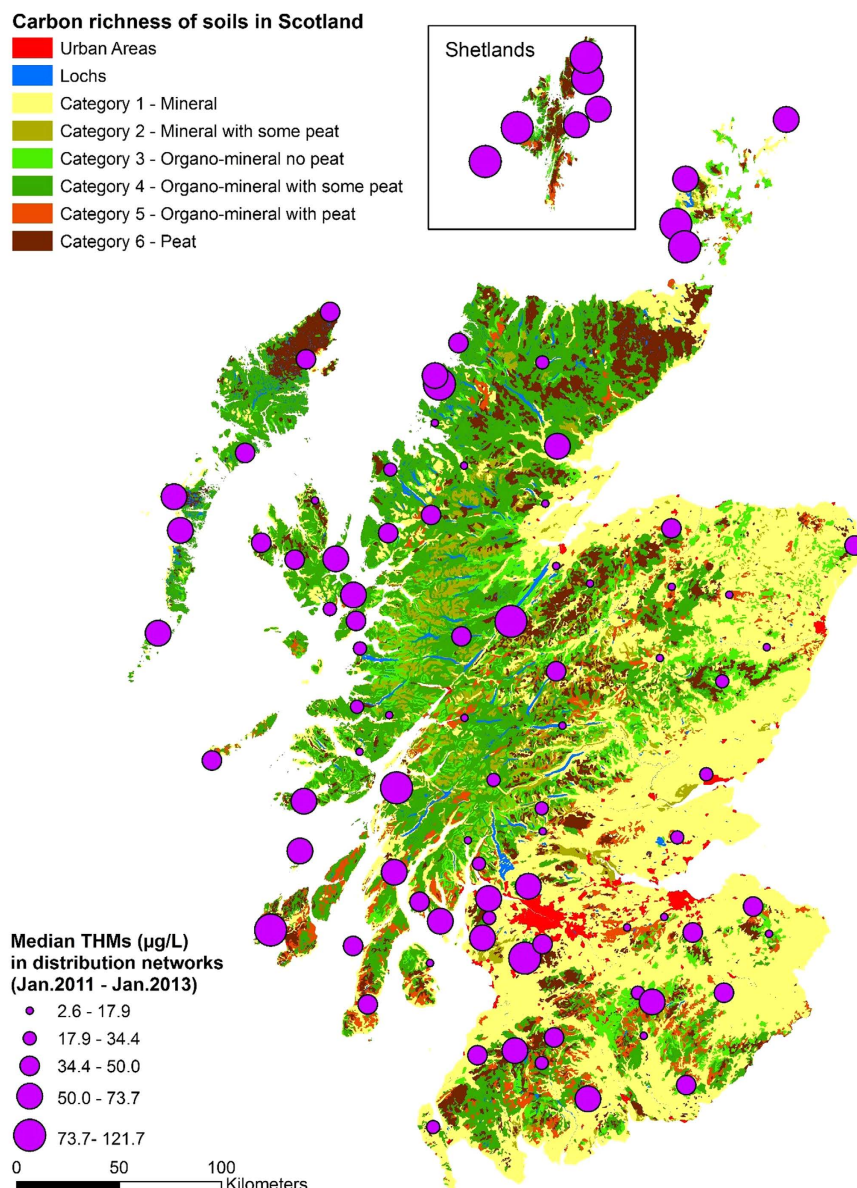 Carbon richness of soils in Scotland
Urban Areas
Lochs
Category 1 - Mineral
Category 2 - Mineral with some peat
Category 3 - Organo-mineral no peat
Category 4 - Organo-mineral with some peat
Category 5 - Organo-mineral with peat
Category 6 - Peat
Shetlands
Median THMs (µg/L)
in distribution networks
(Jan.2011 - Jan.2013)
2.6 - 17.9
17.9 - 34.4
34.4 - 50.0
50.0 - 73.7
73.7- 121.7
0 50 100
Kilometers